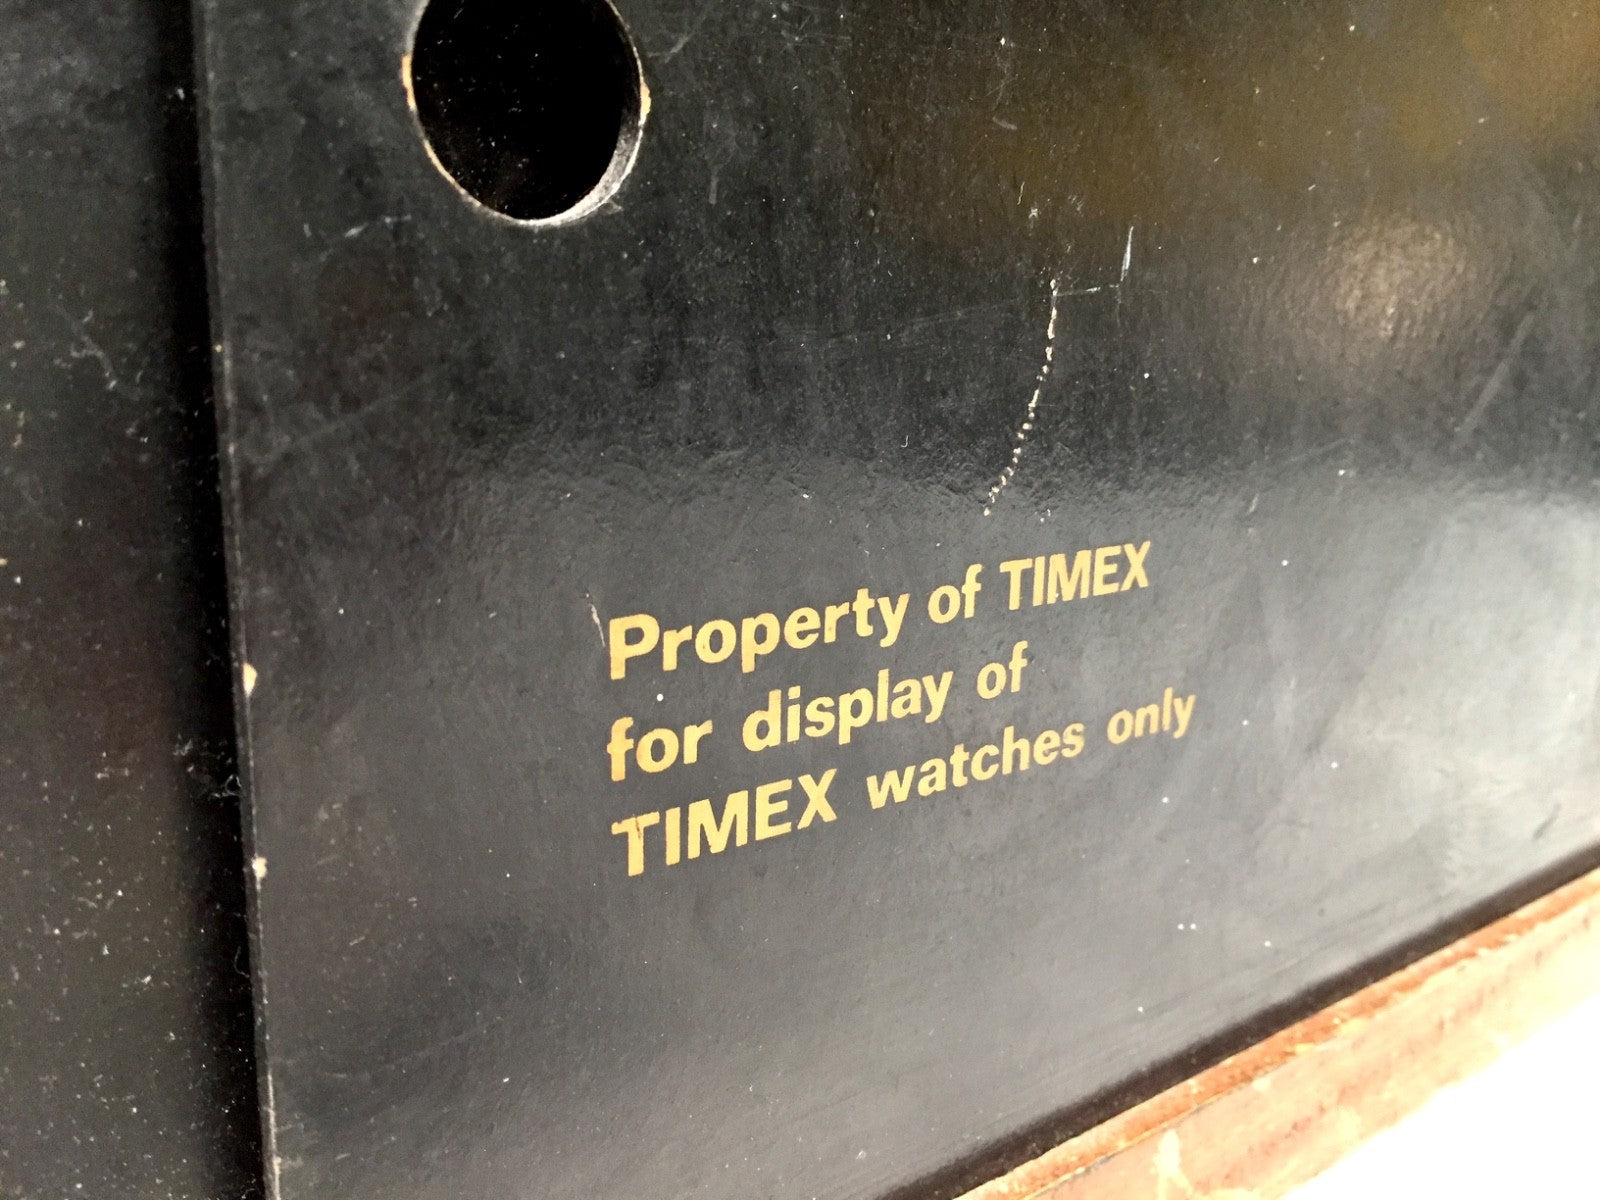 Property of TIMEX
for display of
TIMEX watches only